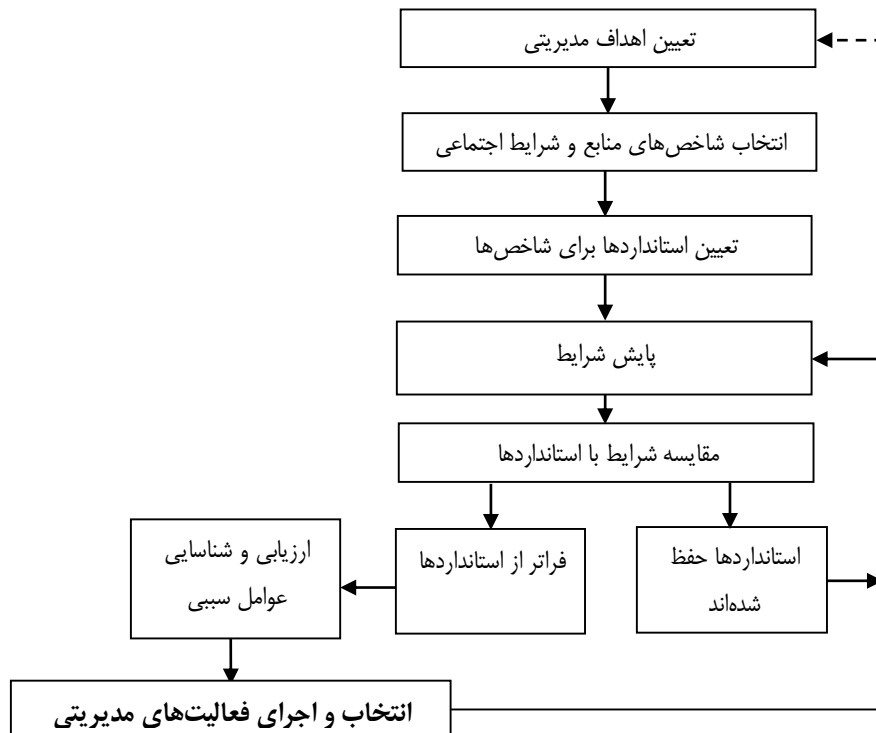 تعیین اهداف مدیریتی
انتخاب شاخص‌های منابع و شرایط اجتماعی
تعیین استانداردها برای شاخص‌ها
پایش شرایط
مقایسه شرایط با استانداردها
استانداردها حفظ
شده‌اند
فراتر از استانداردها
ارزیابی و شناسایی
عوامل سببی
انتخاب و اجرای فعالیت‌های مدیریتی